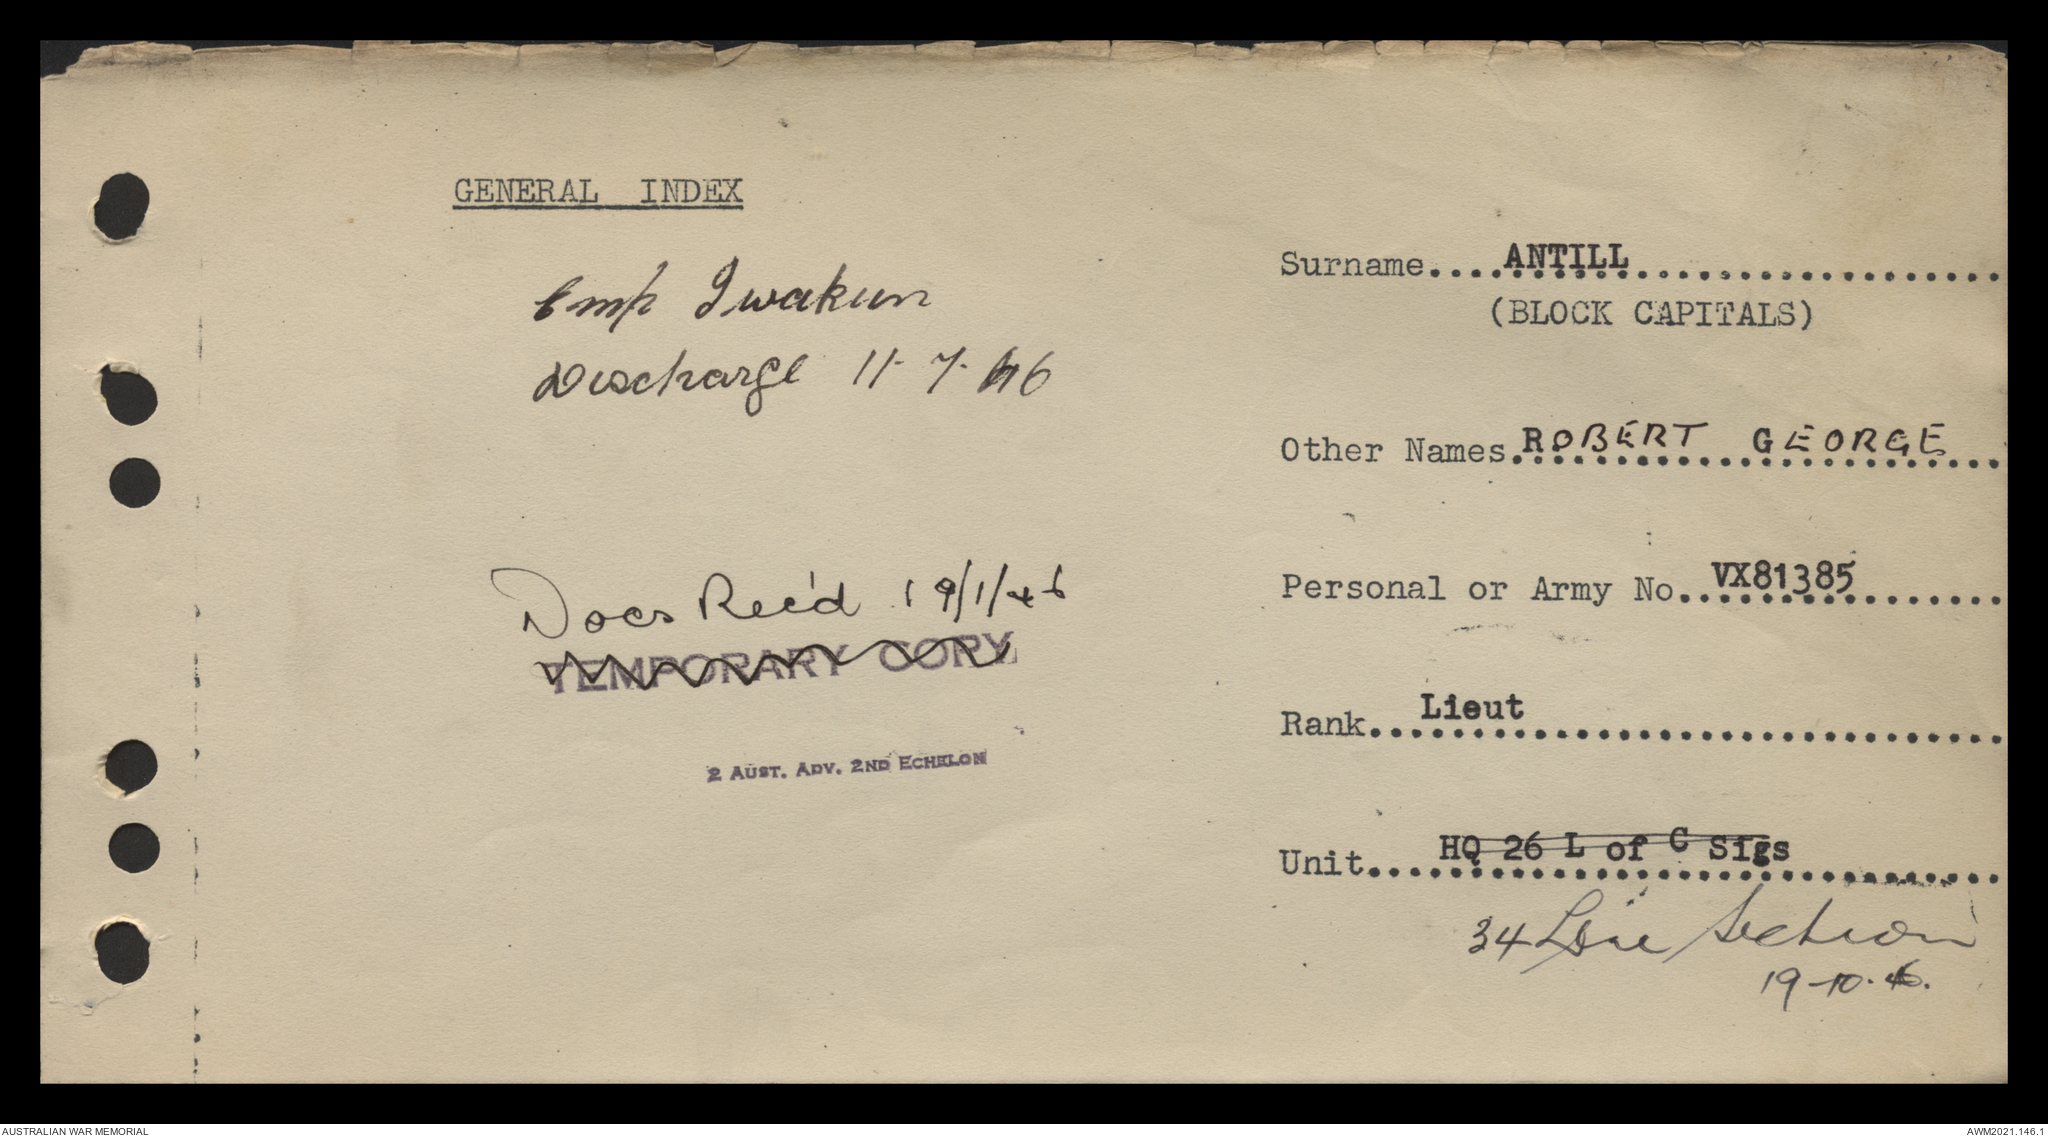 GENERAL INDEX
Emb Iwakuni
Discharge 11.7.46
Docs Rec'd 19/1/46
TEMPORARY COPY
2 AUST. ADV. 2ND ECHELON
Surname....ANTILL
(BLOCK CAPITALS)
Other Names.ROBERT GEORGE
Personal or Army No..VX81385
Rank...Lieut
Unit....HQ 26 L of C Sigs
34 Line Section
19-10.46.
AUSTRALIAN WAR MEMORIAL
AWM2021.146.1